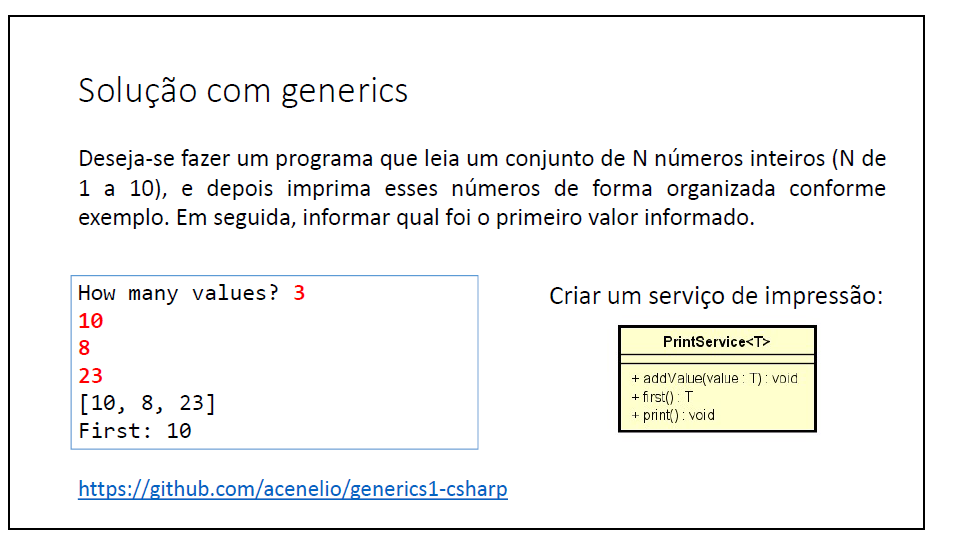 Solução com generics
Deseja-se fazer um programa que leia um conjunto de N números inteiros (N de
1 a 10), e depois imprima esses números de forma organizada conforme
exemplo. Em seguida, informar qual foi o primeiro valor informado.
How many values? 3
10
8
23
[10, 8, 23]
First: 10
Criar um serviço de impressão:
PrintService<T>
+ addValue(value : T) : void
+ first() : T
+ print() : void
https://github.com/acenelio/generics1-csharp